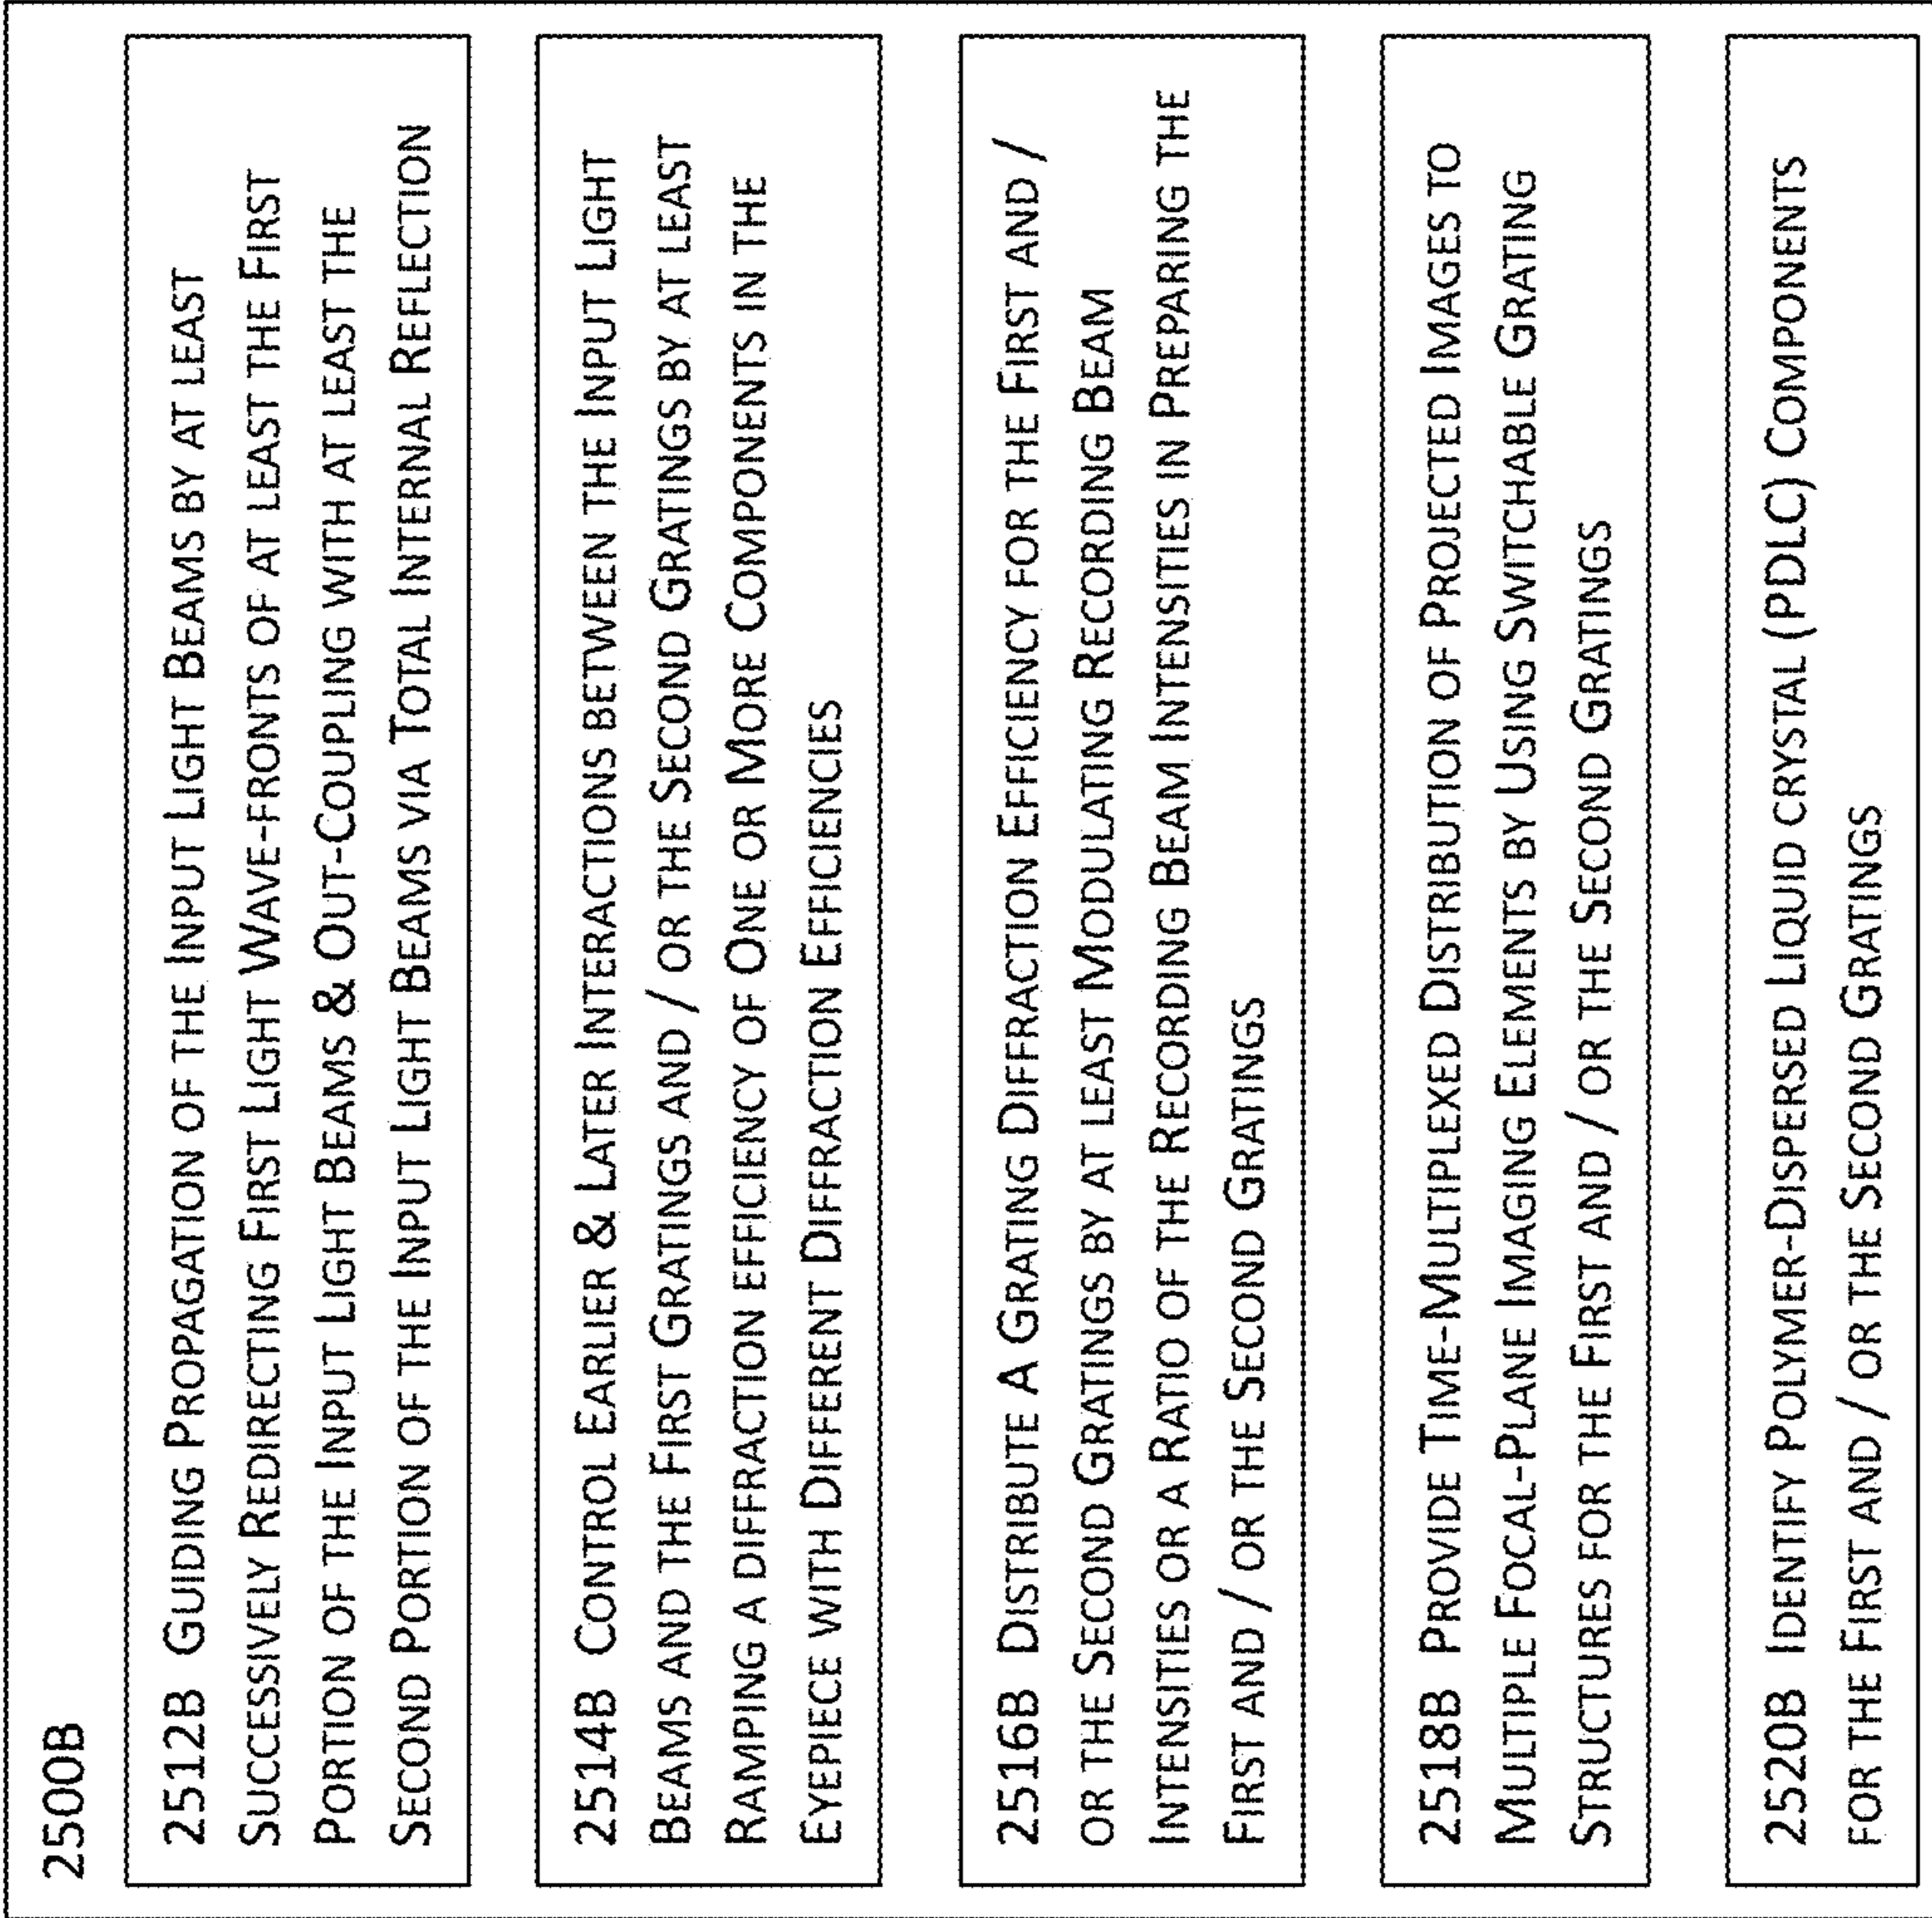 2500B
2512B Guiding Propagation of the Input Light Beams by at least
Successively Redirecting First Light Wave-fronts of at least the First
Portion of the Input Light Beams & Out-Coupling with at least the
Second Portion of the Input Light Beams via Total Internal Reflection
2514B Control Earlier & Later Interactions between the Input Light
Beams and the First Gratings and / or the Second Gratings by at least
Ramping a diffraction efficiency of One or More Components in the
Eyepiece with Different Diffraction Efficiencies
2516B Distribute A Grating Diffraction Efficiency for the First and /
or the Second Gratings by at least Modulating Recording Beam
Intensities or a Ratio of the Recording Beam Intensities in Preparing the
First and / or the Second Gratings
2518B Provide Time-Multiplexed Distribution of Projected Images to
Multiple Focal-Plane Imaging Elements by Using Switchable Grating
Structures for the First and / or the Second Gratings
2520B Identify Polymer-Dispersed Liquid crystal (PDLC) Components
for the First and / or the Second Gratings